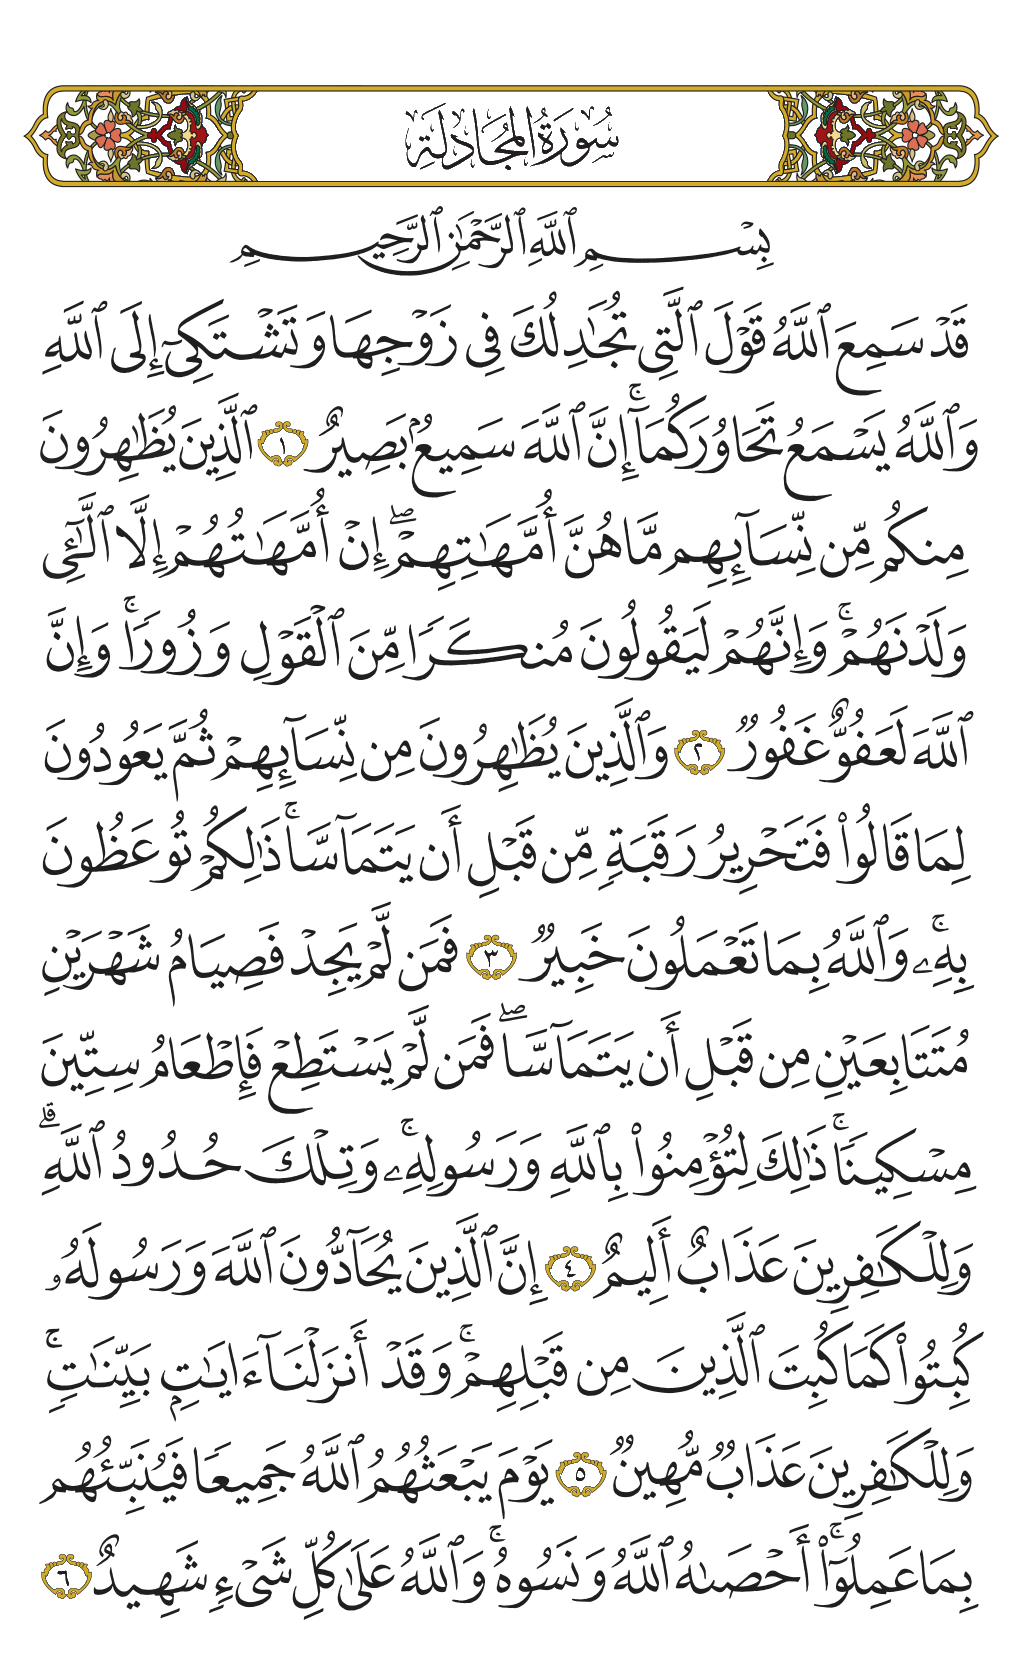 سُورَةُ المُجَادلَة
بِسْمِ ٱللَّهِ ٱلرَّحْمَٰنِ ٱلرَّحِيمِ
قَدْ سَمِعَ ٱللَّهُ قَوْلَ ٱلَّتِي تُجَٰدِلُكَ فِي زَوْجِهَا وَتَشْتَكِيٓ إِلَى ٱللَّهِ
وَٱللَّهُ يَسْمَعُ تَحَاوُرَكُمَآۚ إِنَّ ٱللَّهَ سَمِيعُۢ بَصِيرٌ ١ ٱلَّذِينَ يُظَٰهِرُونَ
مِنكُم مِّن نِّسَآئِهِم مَّا هُنَّ أُمَّهَٰتِهِمْۖ إِنْ أُمَّهَٰتُهُمْ إِلَّا ٱلَّٰٓـِٔي
وَلَدْنَهُمْۚ وَإِنَّهُمْ لَيَقُولُونَ مُنكَرًا مِّنَ ٱلْقَوْلِ وَزُورًاۚ وَإِنَّ
ٱللَّهَ لَعَفُوٌّ غَفُورٌ ٢ وَٱلَّذِينَ يُظَٰهِرُونَ مِن نِّسَآئِهِمْ ثُمَّ يَعُودُونَ
لِمَا قَالُوا۟ فَتَحْرِيرُ رَقَبَةٍ مِّن قَبْلِ أَن يَتَمَآسَّاۚ ذَٰلِكُمْ تُوعَظُونَ
بِهِۦۚ وَٱللَّهُ بِمَا تَعْمَلُونَ خَبِيرٌ ٣ فَمَن لَّمْ يَجِدْ فَصِيَامُ شَهْرَيْنِ
مُتَتَابِعَيْنِ مِن قَبْلِ أَن يَتَمَآسَّاۖ فَمَن لَّمْ يَسْتَطِعْ فَإِطْعَامُ سِتِّينَ
مِسْكِينًاۚ ذَٰلِكَ لِتُؤْمِنُوا۟ بِٱللَّهِ وَرَسُولِهِۦۚ وَتِلْكَ حُدُودُ ٱللَّهِۗ
وَلِلْكَٰفِرِينَ عَذَابٌ أَلِيمٌ ٤ إِنَّ ٱلَّذِينَ يُحَآدُّونَ ٱللَّهَ وَرَسُولَهُۥ
كُبِتُوا۟ كَمَا كُبِتَ ٱلَّذِينَ مِن قَبْلِهِمْۚ وَقَدْ أَنزَلْنَآ ءَايَٰتِۭ بَيِّنَٰتٍۚ
وَلِلْكَٰفِرِينَ عَذَابٌ مُّهِينٌ ٥ يَوْمَ يَبْعَثُهُمُ ٱللَّهُ جَمِيعًا فَيُنَبِّئُهُم
بِمَا عَمِلُوٓا۟ۚ أَحْصَىٰهُ ٱللَّهُ وَنَسُوهُۚ وَٱللَّهُ عَلَىٰ كُلِّ شَيْءٍ شَهِيدٌ ٦